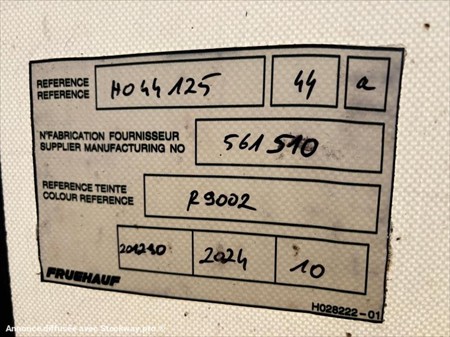 REFERENCE
REFERENCE
HO44125 44 a
N°FABRICATION FOURNISSEUR
SUPPLIER MANUFACTURING NO
561510
REFERENCE TEINTE
COLOUR REFERENCE
R9002
2024 10
FRUEHAUF
H028222-01
Annonce diffusée avec Stockway.pro